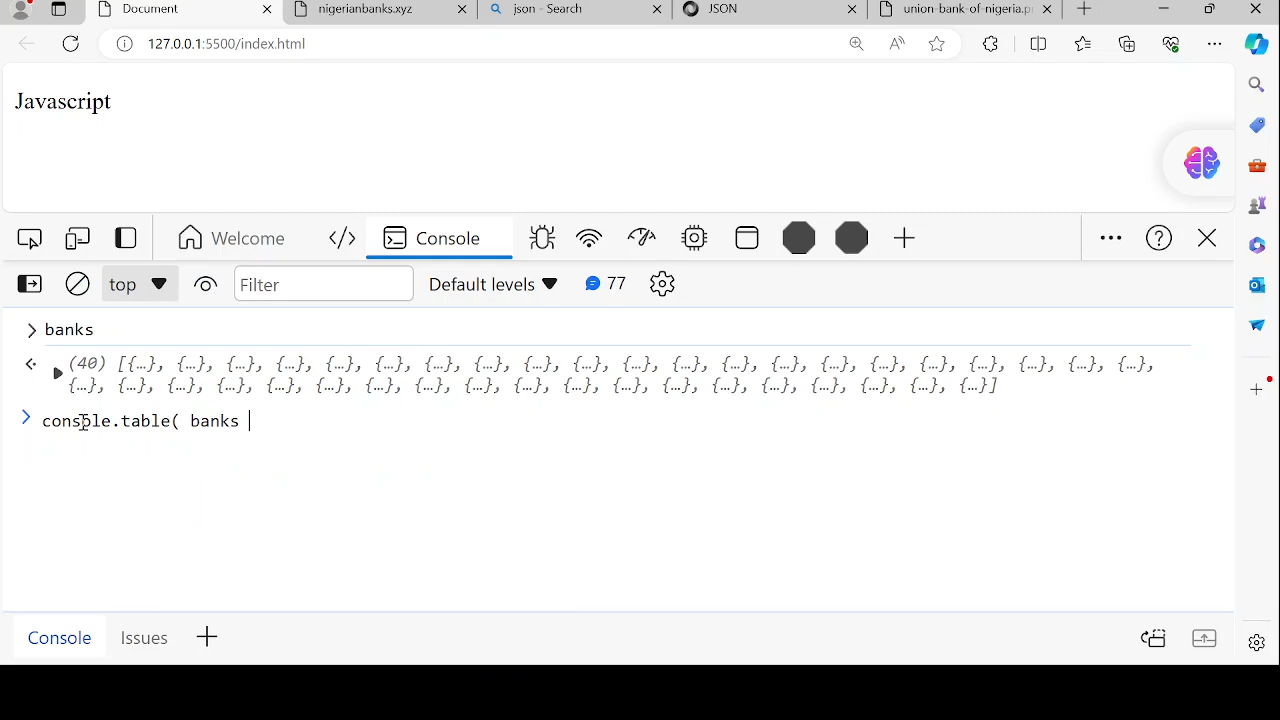 Document
nigerianbanks.xyz
json - Search
JSON
union-bank-of-nigeria.p
127.0.0.1:5500/index.html
Javascript
Welcome
Console
top
Filter
Default levels
77
banks
(40) [{…}, {…}, {…}, {…}, {…}, {…}, {…}, {…}, {…}, {…}, {…}, {…}, {…}, {…}, {…}, {…}, {…}, {…}, {…}, {…}, {…},
{…}, {…}, {…}, {…}, {…}, {…}, {…}, {…}, {…}, {…}, {…}, {…}, {…}, {…}, {…}, {…}, {…}, {…}, {…}]
console.table( banks
Console Issues